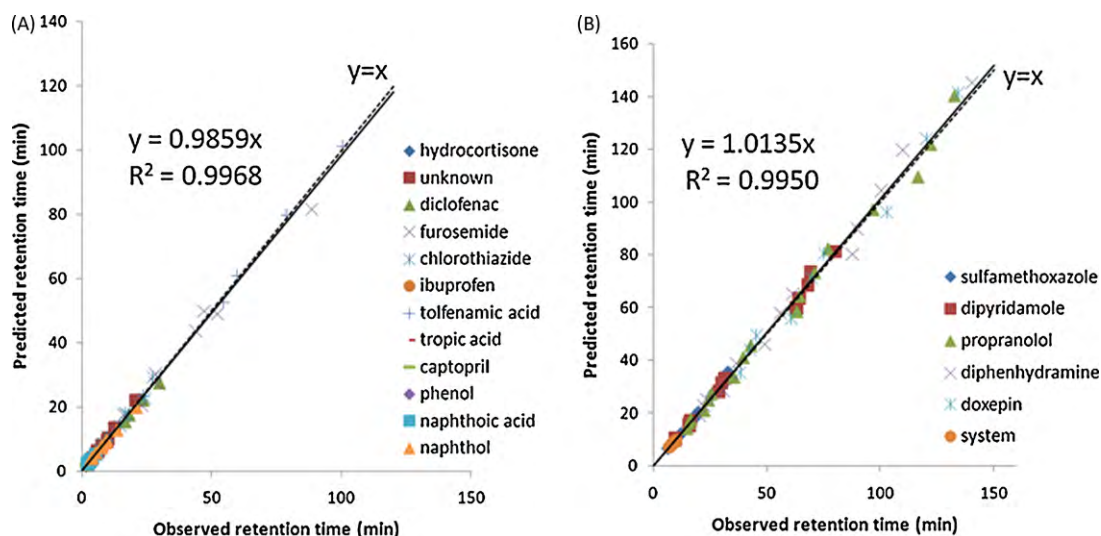 (A)
140
120
100
80
60
40
20
0
Predicted retention time (min)
y=x
y = 0.9859x
R² = 0.9968
hydrocortisone
unknown
diclofenac
furosemide
chlorothiazide
ibuprofen
tolfenamic acid
tropic acid
captopril
phenol
naphthoic acid
naphthol
0 50 100 150
Observed retention time (min)
(B)
160
140
120
100
80
60
40
20
0
Predicted retention time (min)
y=x
y = 1.0135x
R² = 0.9950
sulfamethoxazole
dipyridamole
propranolol
diphenhydramine
doxepin
system
0 50 100 150
Observed retention time (min)